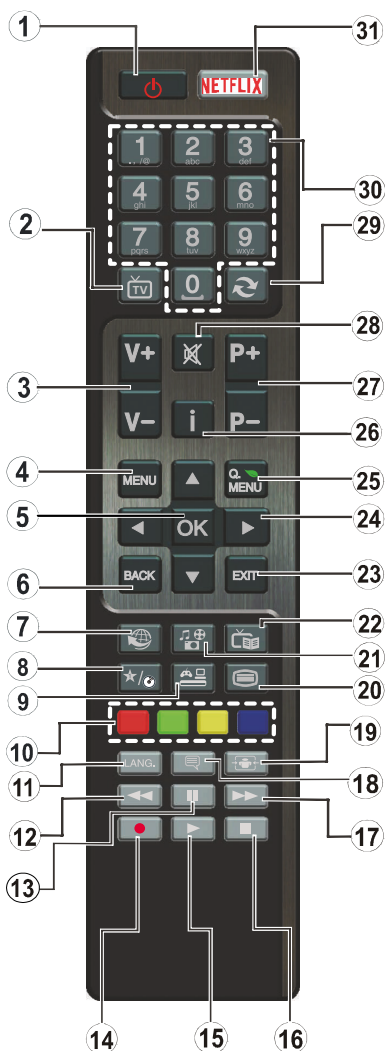 1
31
NETFLIX
1 2 3
. , /@ abc def
30
4 5 6
ghi jkl mno
7 8 9
pqrs tuv wxyz
2
29
TV 0
28
V+ P+
3
27
V- i P-
26
4
25
MENU
Q.
MENU
5
24
OK
6
23
BACK EXIT
7
22
21
8
9
20
10
19
11
LANG.
18
12
17
13
14
15
16